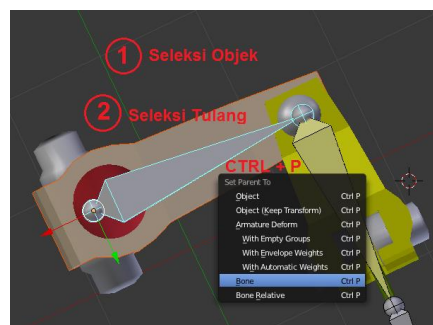 1 Seleksi Objek
2 Seleksi Tulang
CTRL + P
Set Parent To
Object Ctrl P
Object (Keep Transform) Ctrl P
Armature Deform Ctrl P
With Empty Groups Ctrl P
With Envelope Weights Ctrl P
With Automatic Weights Ctrl P
Bone Ctrl P
Bone Relative Ctrl P